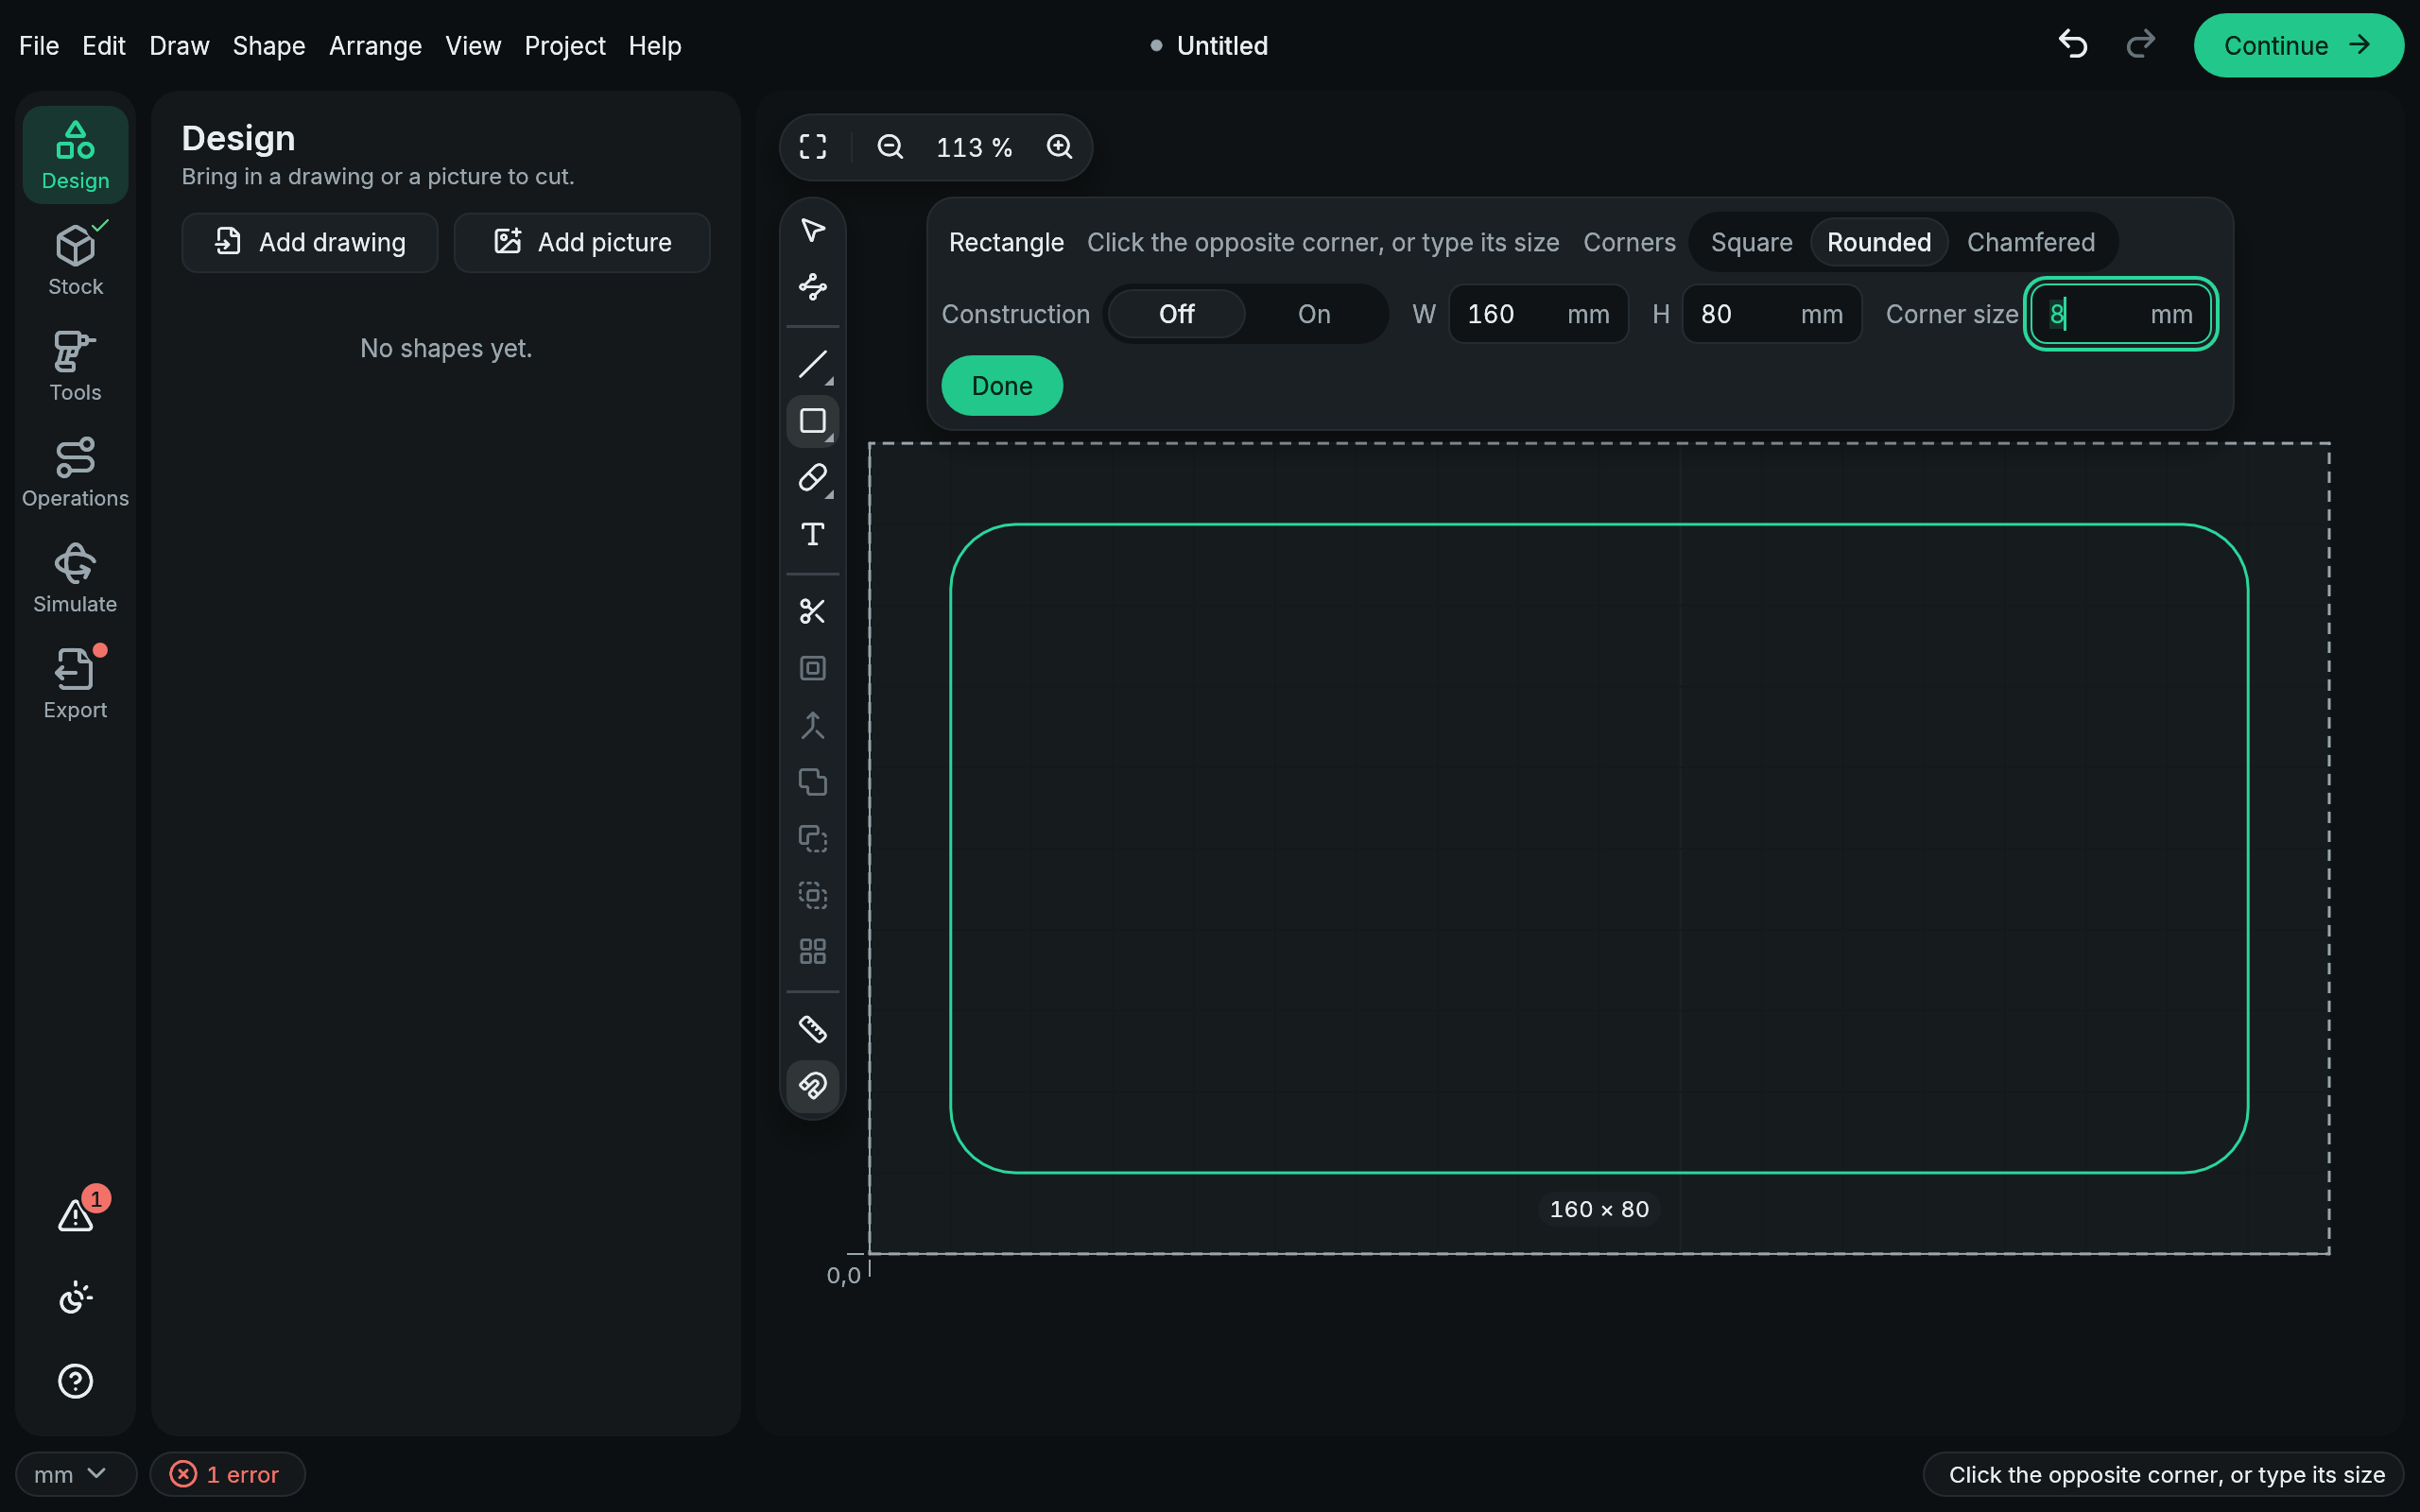 File Edit Draw Shape Arrange View Project Help
Untitled
Continue
Design
Stock
Tools
Operations
Simulate
Export
1
Design
Bring in a drawing or a picture to cut.
Add drawing
Add picture
No shapes yet.
113 %
Rectangle Click the opposite corner, or type its size Corners Square Rounded Chamfered
Construction Off On W 160 mm H 80 mm Corner size 8 mm
Done
160 × 80
0,0
mm
1 error
Click the opposite corner, or type its size